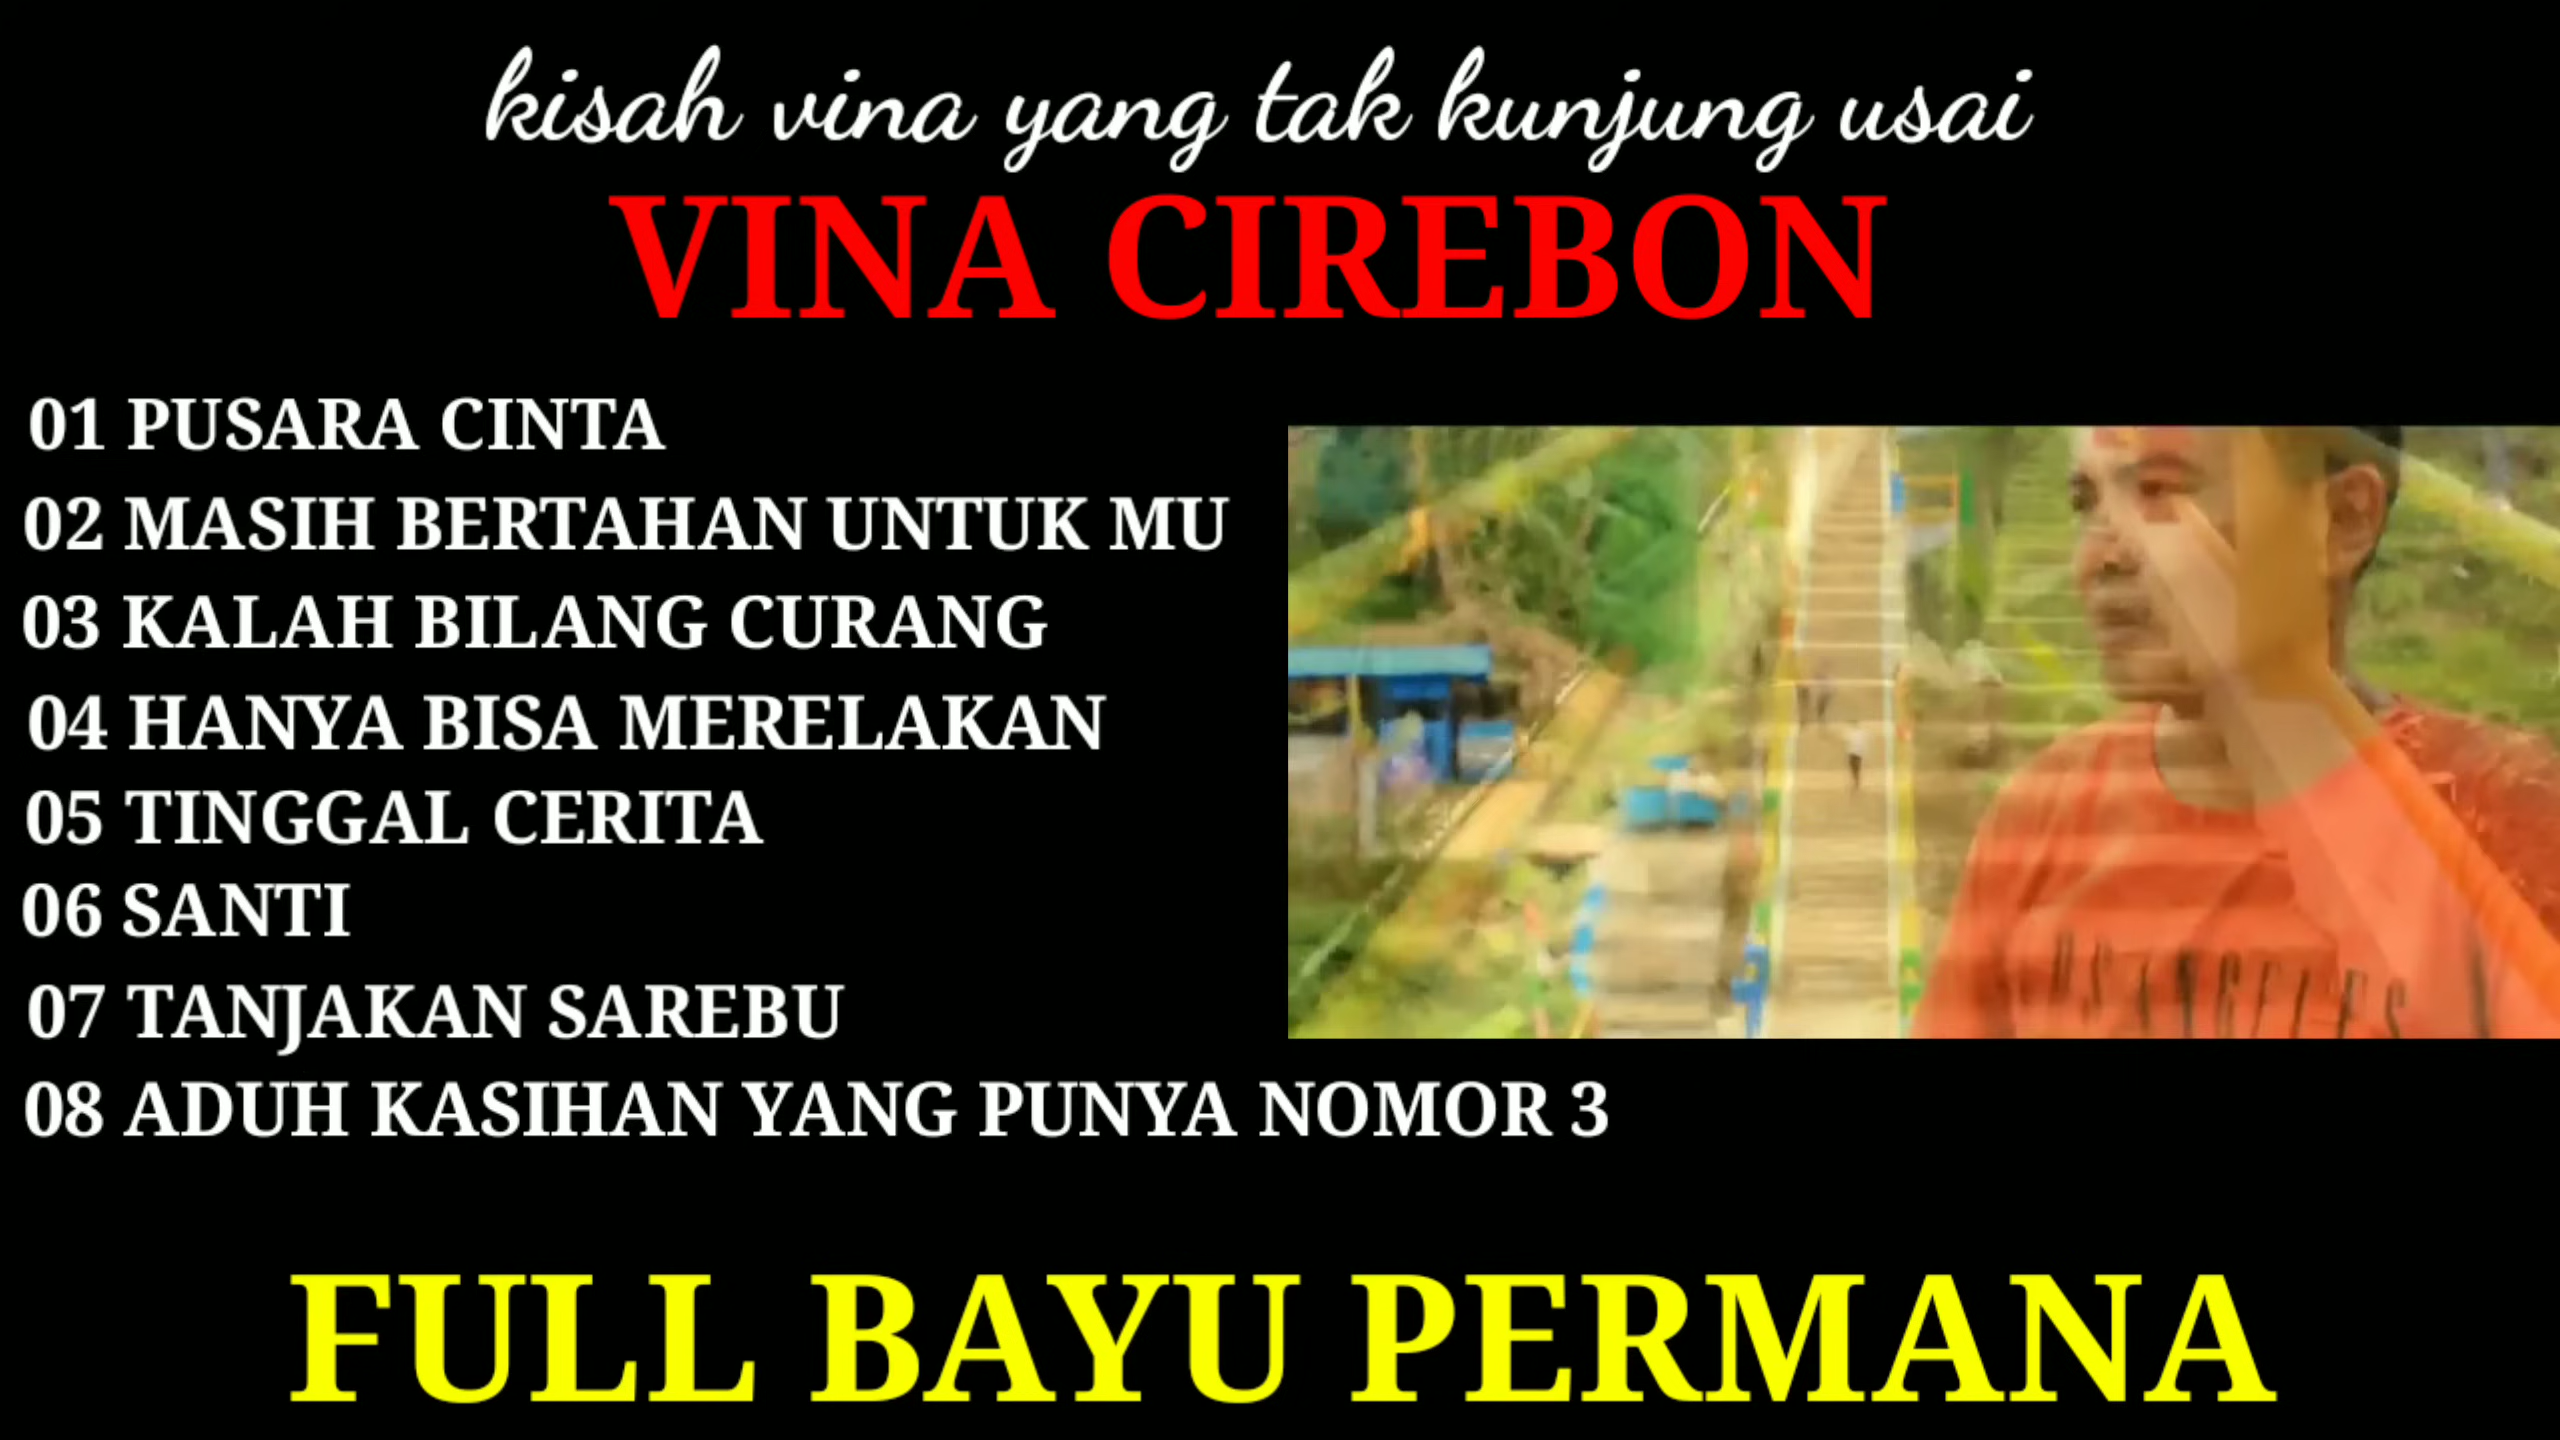 kisah vina yang tak kunjung usai
VINA CIREBON
01 PUSARA CINTA
02 MASIH BERTAHAN UNTUK MU
03 KALAH BILANG CURANG
04 HANYA BISA MERELAKAN
05 TINGGAL CERITA
06 SANTI
07 TANJAKAN SAREBU
08 ADUH KASIHAN YANG PUNYA NOMOR 3
FULL BAYU PERMANA